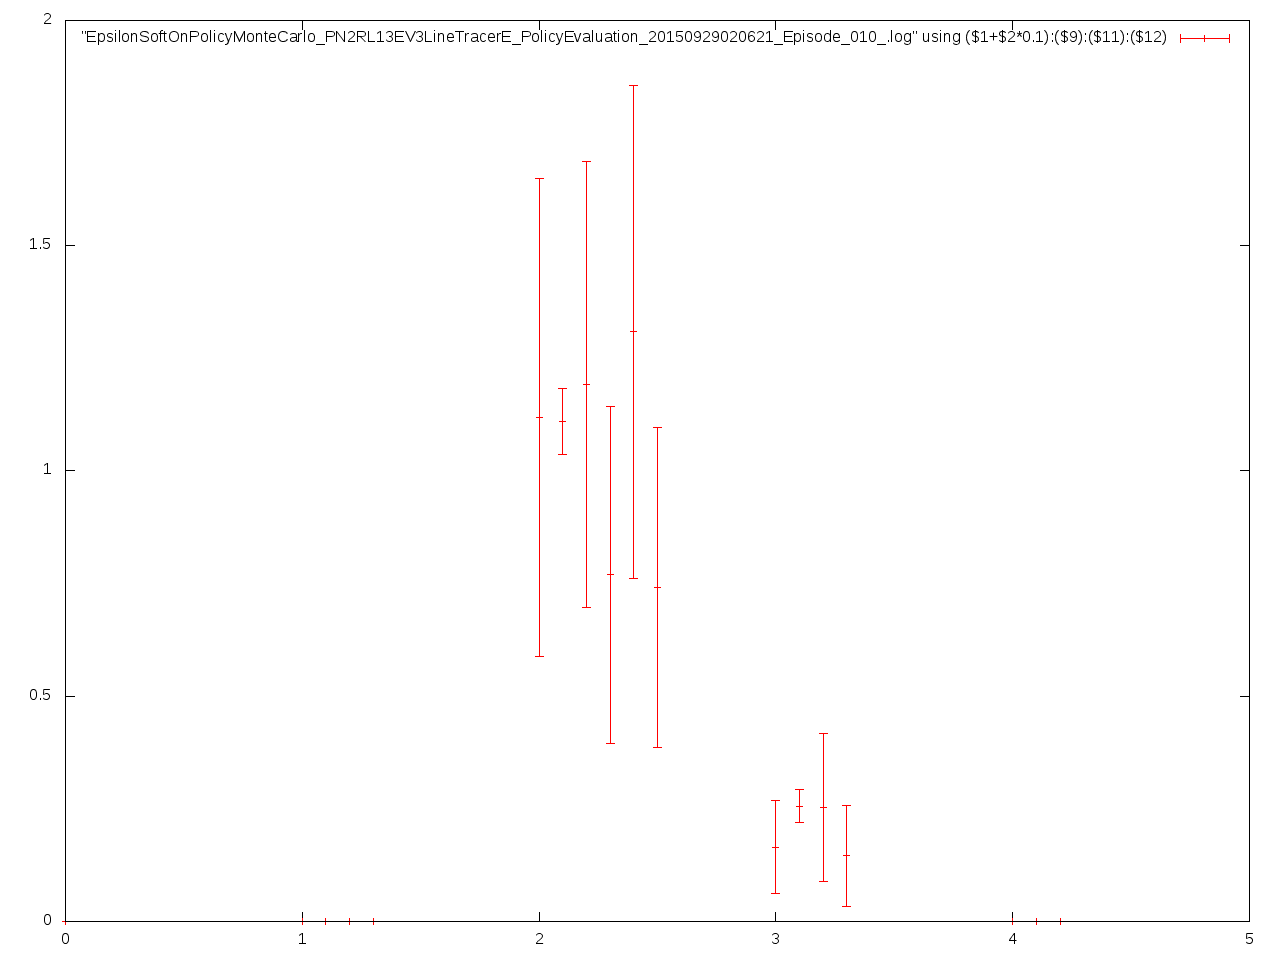 2
"EpsilonSoftOnPolicyMonteCarlo_PN2RL13EV3LineTracerE_PolicyEvaluation_20150929020621_Episode_010_.log" using ($1+$2*0.1):($9):($11):($12)
1.5
1
0.5
0
0 1 2 3 4 5